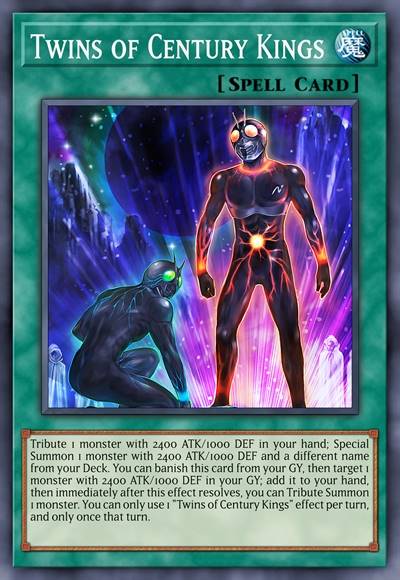 Twins of Century Kings 魔
[Spell Card]
N
Tribute 1 monster with 2400 ATK/1000 DEF in your hand; Special
Summon 1 monster with 2400 ATK/1000 DEF and a different name
from your Deck. You can banish this card from your GY, then target 1
monster with 2400 ATK/1000 DEF in your GY; add it to your hand,
then immediately after this effect resolves, you can Tribute Summon
1 monster. You can only use 1 "Twins of Century Kings" effect per turn,
and only once that turn.